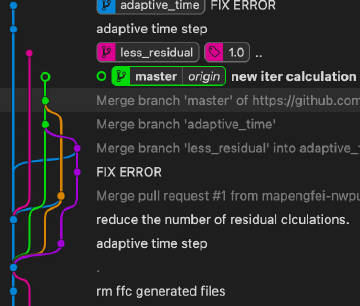 adaptive_time FIX ERROR
adaptive time step
less_residual 1.0 ..
master origin new iter calculation
Merge branch 'master' of https://github.com
Merge branch 'adaptive_time'
Merge branch 'less_residual' into adaptive_
FIX ERROR
Merge pull request #1 from mapengfei-nwpu
reduce the number of residual clculations.
adaptive time step
.
rm ffc generated files